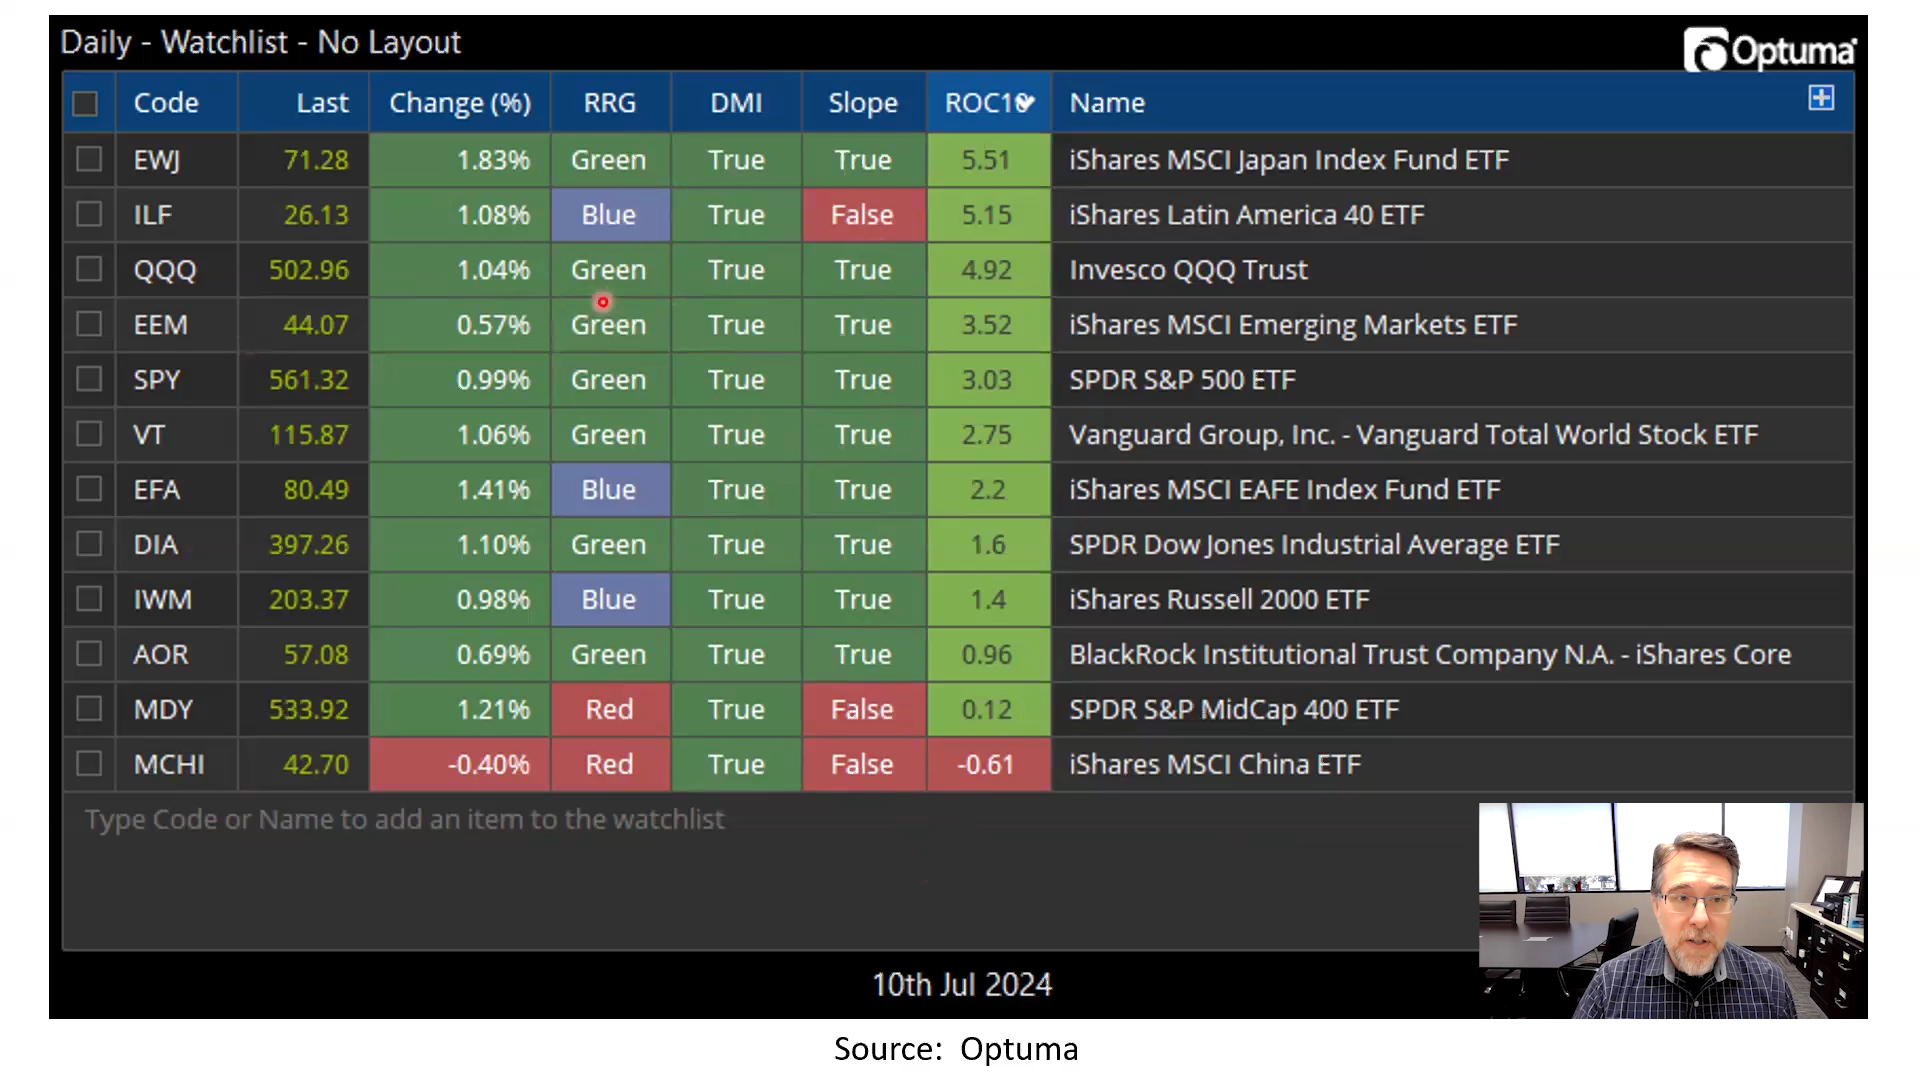 Daily - Watchlist - No Layout
Optuma
Code Last Change (%) RRG DMI Slope ROC10 Name
EWJ 71.28 1.83% Green True True 5.51 iShares MSCI Japan Index Fund ETF
ILF 26.13 1.08% Blue True False 5.15 iShares Latin America 40 ETF
QQQ 502.96 1.04% Green True True 4.92 Invesco QQQ Trust
EEM 44.07 0.57% Green True True 3.52 iShares MSCI Emerging Markets ETF
SPY 561.32 0.99% Green True True 3.03 SPDR S&P 500 ETF
VT 115.87 1.06% Green True True 2.75 Vanguard Group, Inc. - Vanguard Total World Stock ETF
EFA 80.49 1.41% Blue True True 2.2 iShares MSCI EAFE Index Fund ETF
DIA 397.26 1.10% Green True True 1.6 SPDR Dow Jones Industrial Average ETF
IWM 203.37 0.98% Blue True True 1.4 iShares Russell 2000 ETF
AOR 57.08 0.69% Green True True 0.96 BlackRock Institutional Trust Company N.A. - iShares Core
MDY 533.92 1.21% Red True False 0.12 SPDR S&P MidCap 400 ETF
MCHI 42.70 -0.40% Red True False -0.61 iShares MSCI China ETF
Type Code or Name to add an item to the watchlist
10th Jul 2024
Source: Optuma